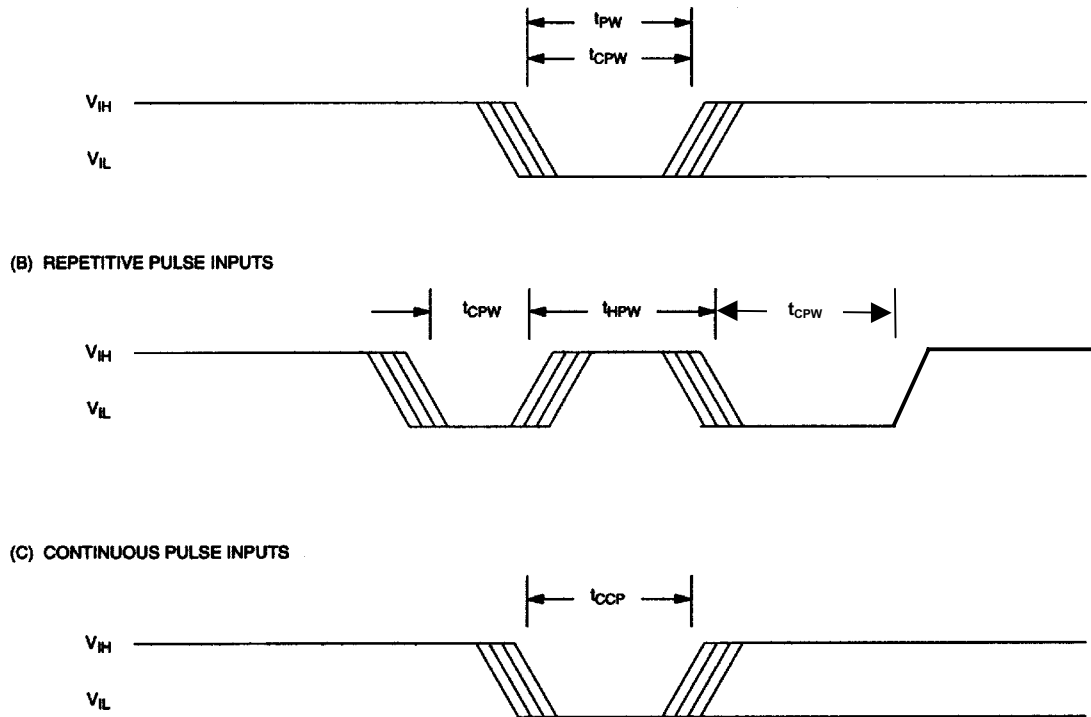 tPW
tCPW
VIH
VIL
(B) REPETITIVE PULSE INPUTS
tCPW tHPW tCPW
VIH
VIL
(C) CONTINUOUS PULSE INPUTS
tCCP
VIH
VIL